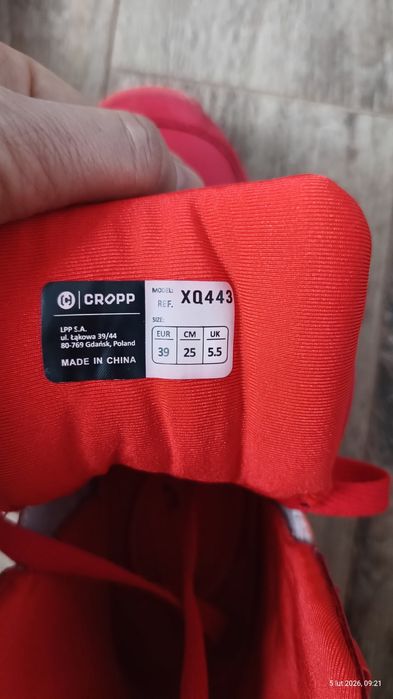 C CROPP
LPP S.A.
ul. Łąkowa 39/44
80-769 Gdańsk, Poland
MADE IN CHINA
MODEL: XQ443
REF.
SIZE:
EUR CM UK
39 25 5.5
5 lut 2026, 09:21